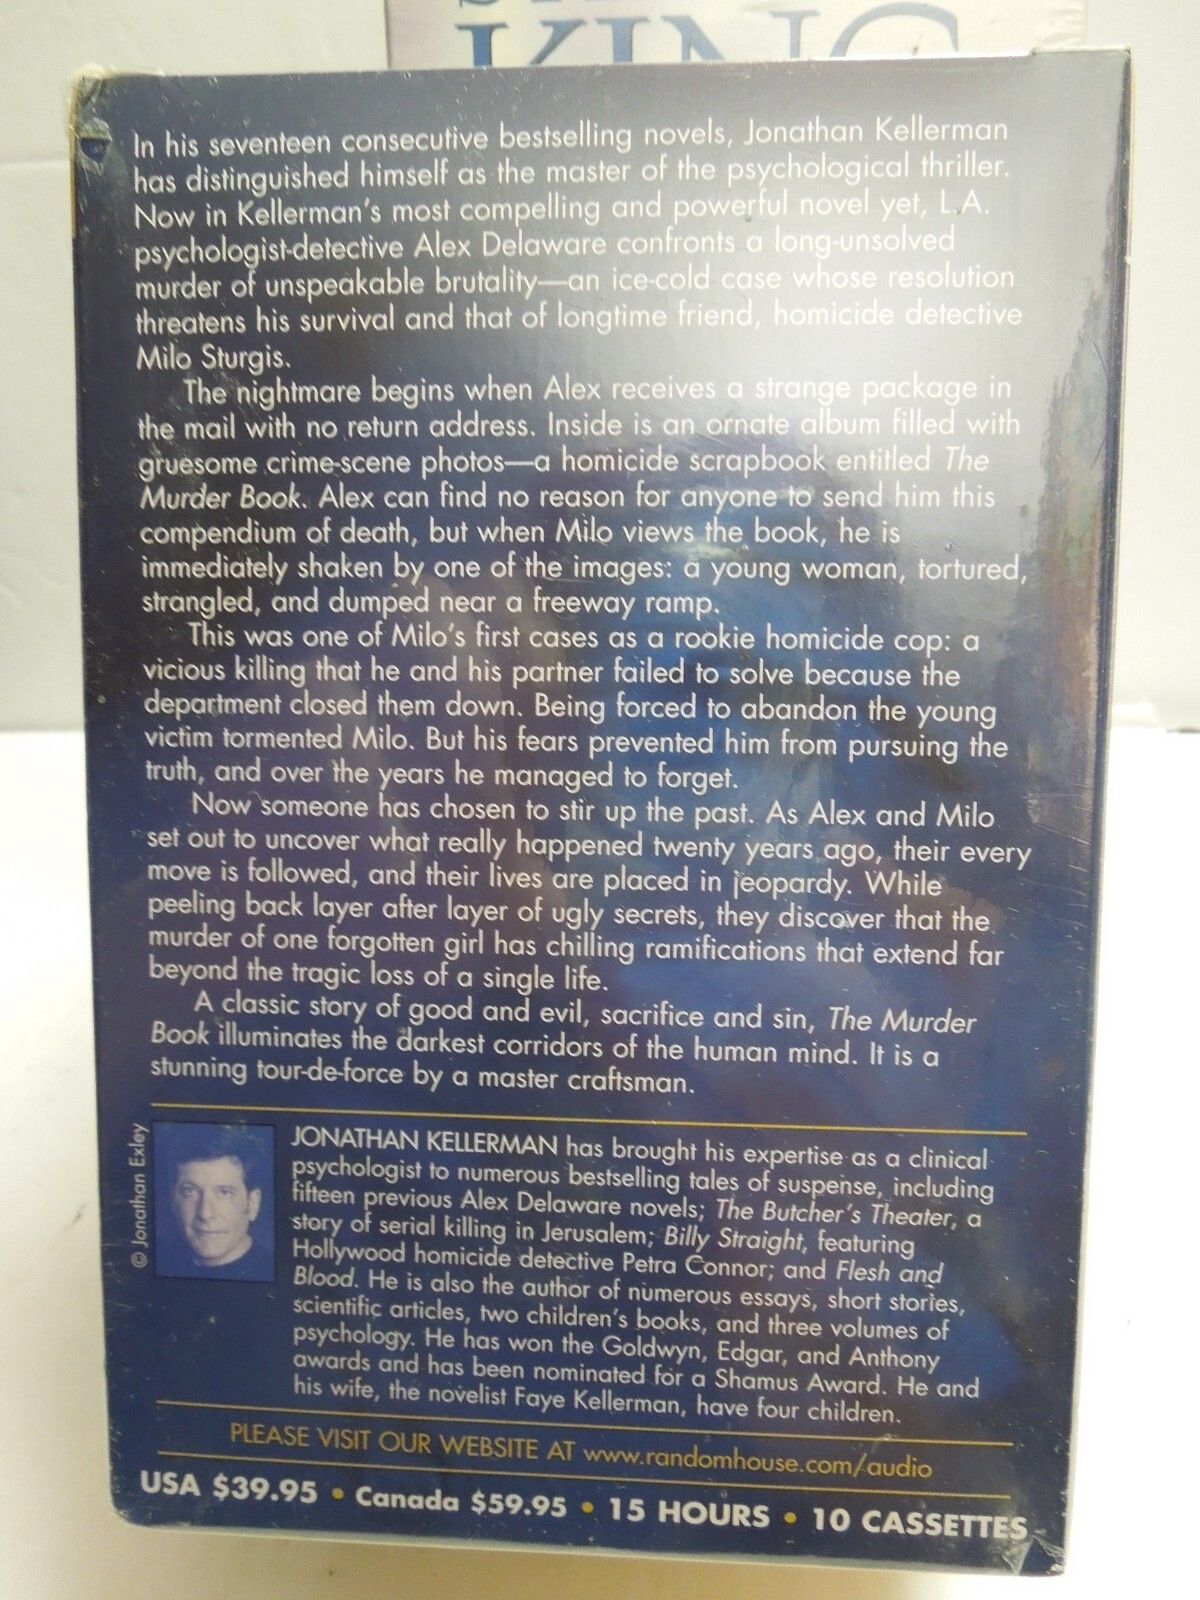 KING
In his seventeen consecutive bestselling novels, Jonathan Kellerman
has distinguished himself as the master of the psychological thriller.
Now in Kellerman's most compelling and powerful novel yet, L.A.
psychologist-detective Alex Delaware confronts a long-unsolved
murder of unspeakable brutality—an ice-cold case whose resolution
threatens his survival and that of longtime friend, homicide detective
Milo Sturgis.
The nightmare begins when Alex receives a strange package in
the mail with no return address. Inside is an ornate album filled with
gruesome crime-scene photos—a homicide scrapbook entitled The
Murder Book. Alex can find no reason for anyone to send him this
compendium of death, but when Milo views the book, he is
immediately shaken by one of the images: a young woman, tortured,
strangled, and dumped near a freeway ramp.
This was one of Milo's first cases as a rookie homicide cop: a
vicious killing that he and his partner failed to solve because the
department closed them down. Being forced to abandon the young
victim tormented Milo. But his fears prevented him from pursuing the
truth, and over the years he managed to forget.
Now someone has chosen to stir up the past. As Alex and Milo
set out to uncover what really happened twenty years ago, their every
move is followed, and their lives are placed in jeopardy. While
peeling back layer after layer of ugly secrets, they discover that the
murder of one forgotten girl has chilling ramifications that extend far
beyond the tragic loss of a single life.
A classic story of good and evil, sacrifice and sin, The Murder
Book illuminates the darkest corridors of the human mind. It is a
stunning tour-de-force by a master craftsman.
© Jonathan Exley
JONATHAN KELLERMAN has brought his expertise as a clinical
psychologist to numerous bestselling tales of suspense, including
fifteen previous Alex Delaware novels; The Butcher's Theater, a
story of serial killing in Jerusalem; Billy Straight, featuring
Hollywood homicide detective Petra Connor; and Flesh and
Blood. He is also the author of numerous essays, short stories,
scientific articles, two children's books, and three volumes of
psychology. He has won the Goldwyn, Edgar, and Anthony
awards and has been nominated for a Shamus Award. He and
his wife, the novelist Faye Kellerman, have four children.
PLEASE VISIT OUR WEBSITE AT www.randomhouse.com/audio
USA $39.95 • Canada $59.95 • 15 HOURS • 10 CASSETTES